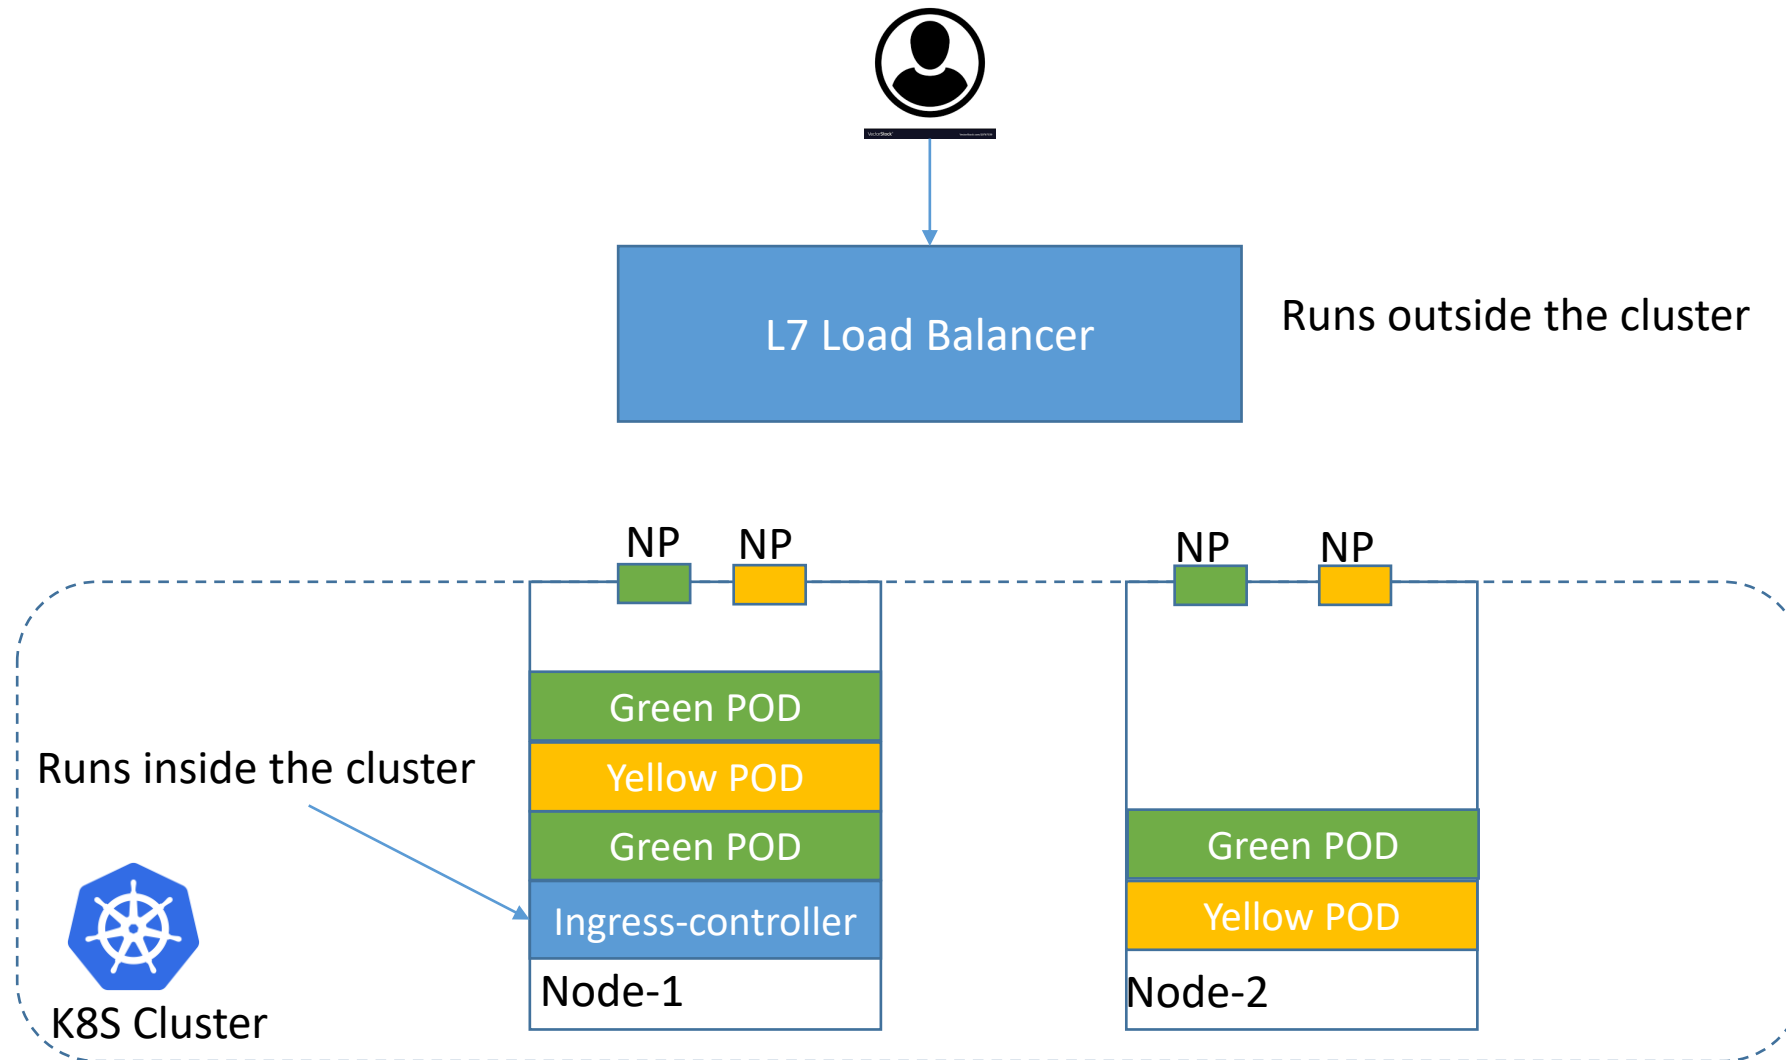 VectorStock
L7 Load Balancer
Runs outside the cluster
NP NP
NP NP
Green POD
Yellow POD
Green POD
Ingress-controller
Node-1
Green POD
Yellow POD
Node-2
Runs inside the cluster
K8S Cluster